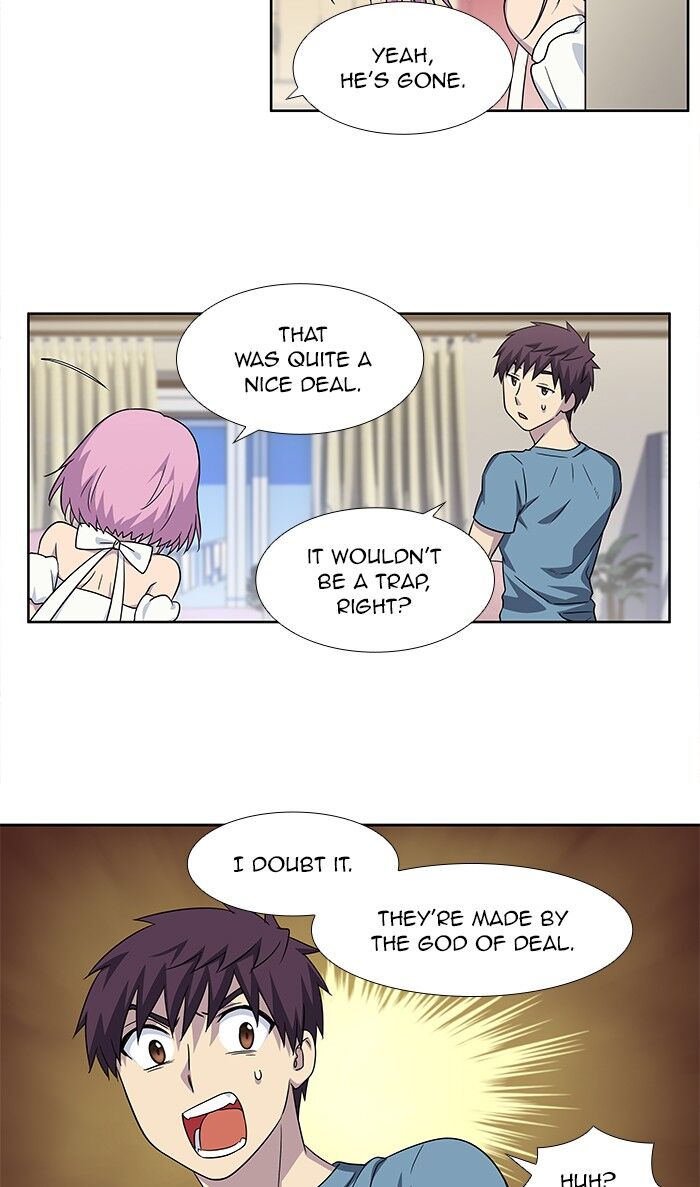 YEAH,
HE'S GONE.
THAT
WAS QUITE A
NICE DEAL.
IT WOULDN'T
BE A TRAP,
RIGHT?
I DOUBT IT.
THEY'RE MADE BY
THE GOD OF DEAL.
HUH?